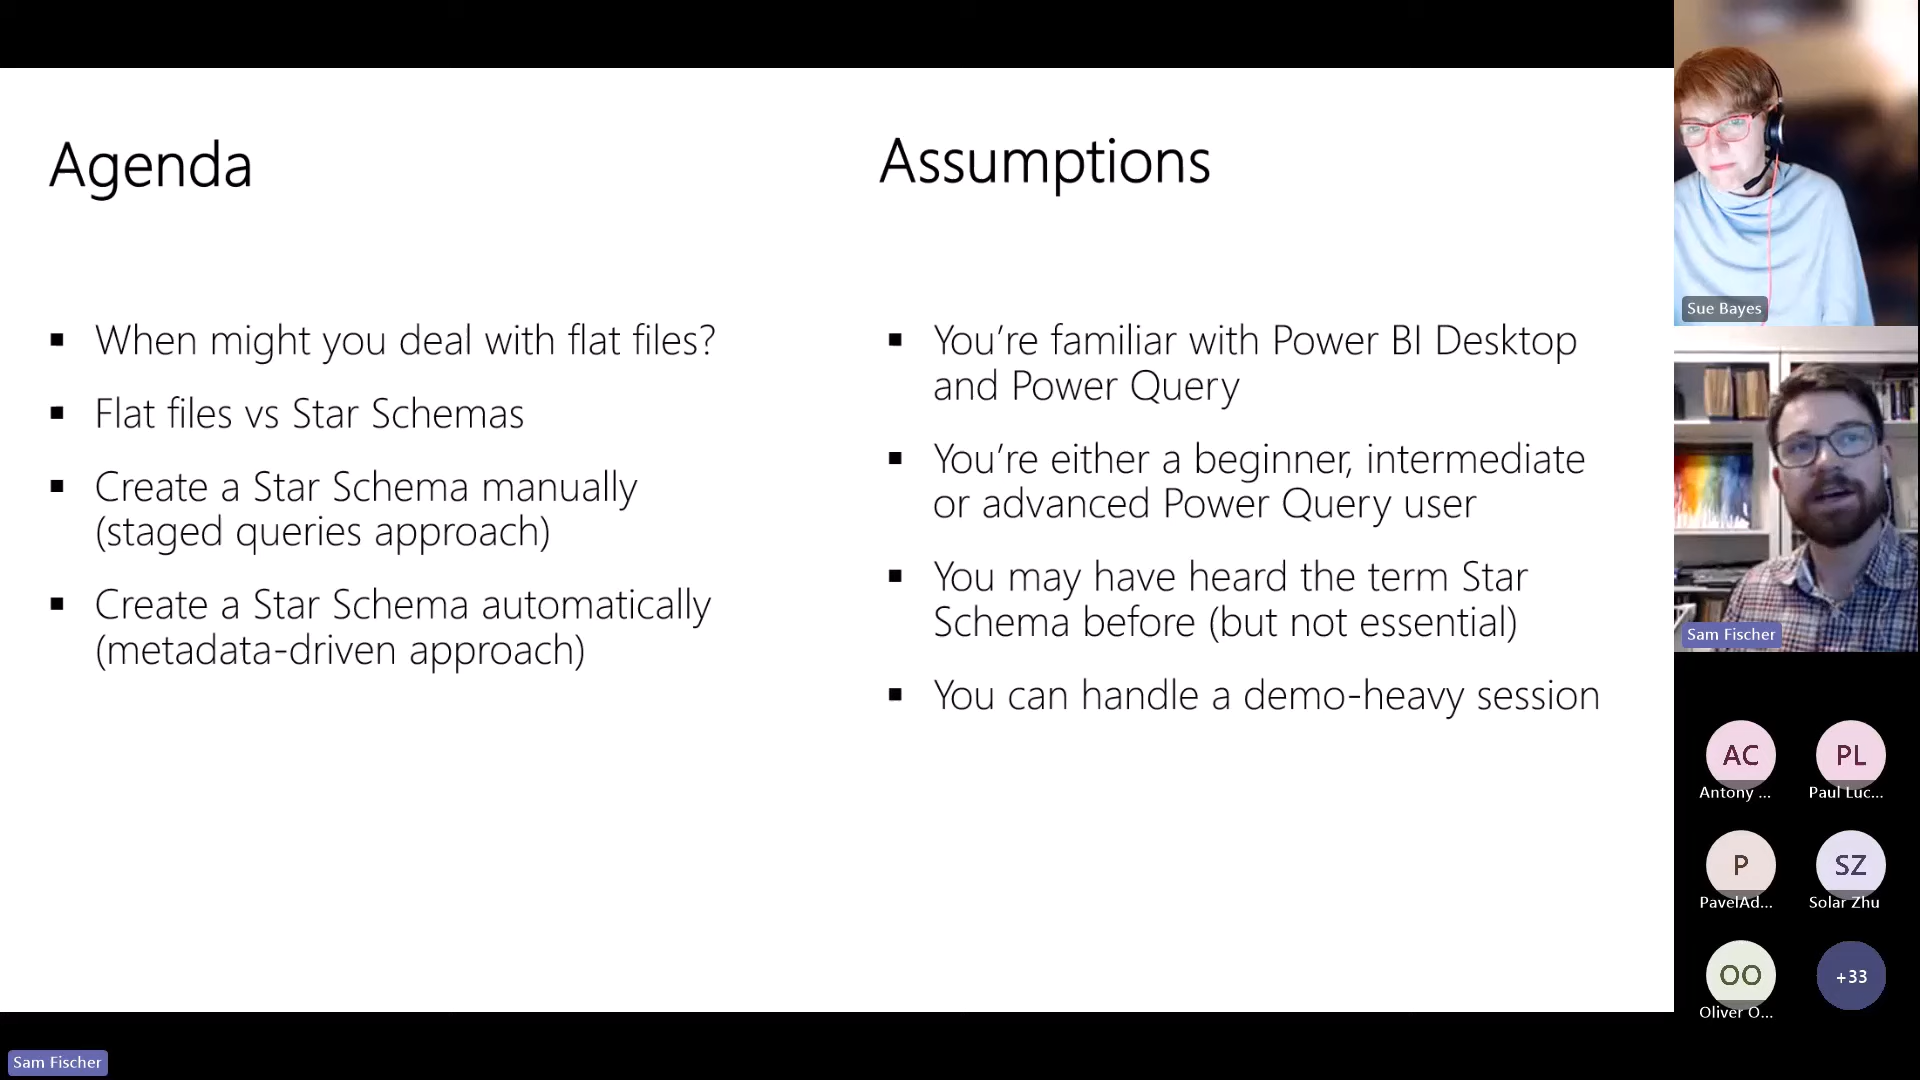 Agenda
When might you deal with flat files?
Flat files vs Star Schemas
Create a Star Schema manually
(staged queries approach)
Create a Star Schema automatically
(metadata-driven approach)
Assumptions
You’re familiar with Power BI Desktop
and Power Query
You’re either a beginner, intermediate
or advanced Power Query user
You may have heard the term Star
Schema before (but not essential)
You can handle a demo-heavy session
Sue Bayes
Sam Fischer
AC
Antony ...
PL
Paul Luc...
P
PavelAd...
SZ
Solar Zhu
OO
Oliver O...
+33
Sam Fischer